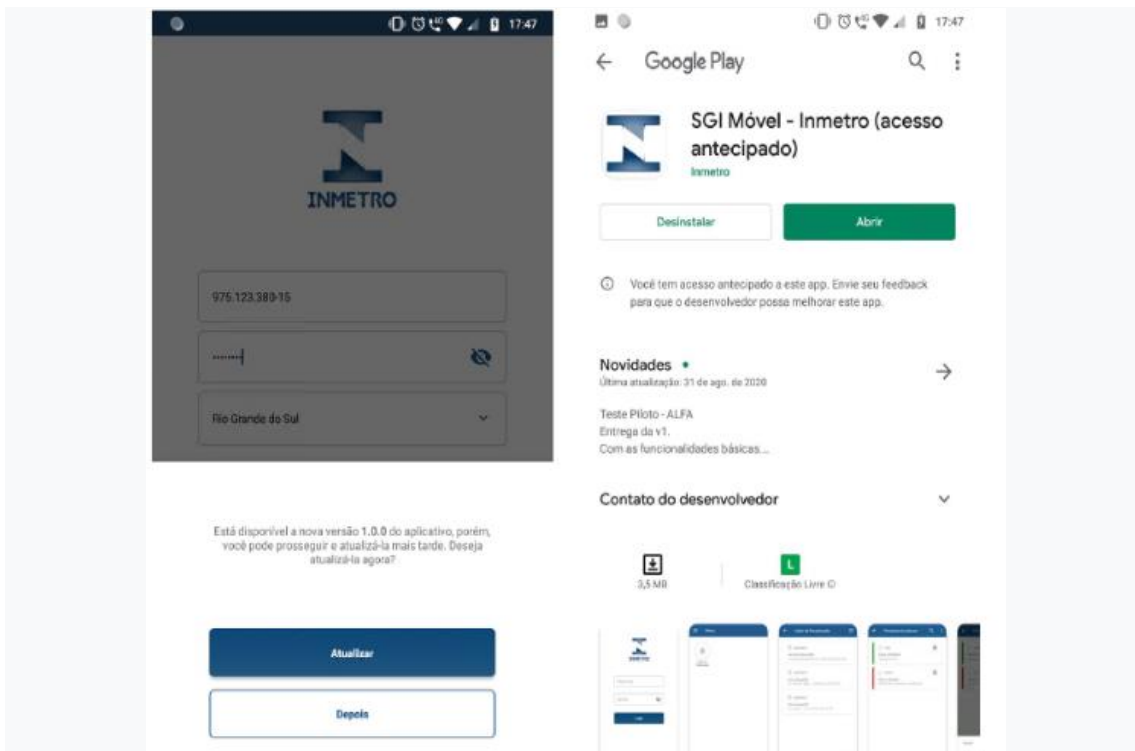 17:47
INMETRO
975.123.380-15
Rio Grande do Sul
Está disponível a nova versão 1.0.0 do aplicativo, porém,
você pode prosseguir e atualizá-la mais tarde. Deseja
atualizá-la agora?
Atualizar
Depois
17:47
Google Play
SGI Móvel - Inmetro (acesso
antecipado)
Inmetro
Desinstalar
Abrir
Você tem acesso antecipado a este app. Envie seu feedback
para que o desenvolvedor possa melhorar este app.
Novidades
Última atualização: 31 de ago. de 2020
Teste Piloto - ALFA
Entrega da v1.
Com as funcionalidades básicas...
Contato do desenvolvedor
L
3,5 MB
Classificação Livre